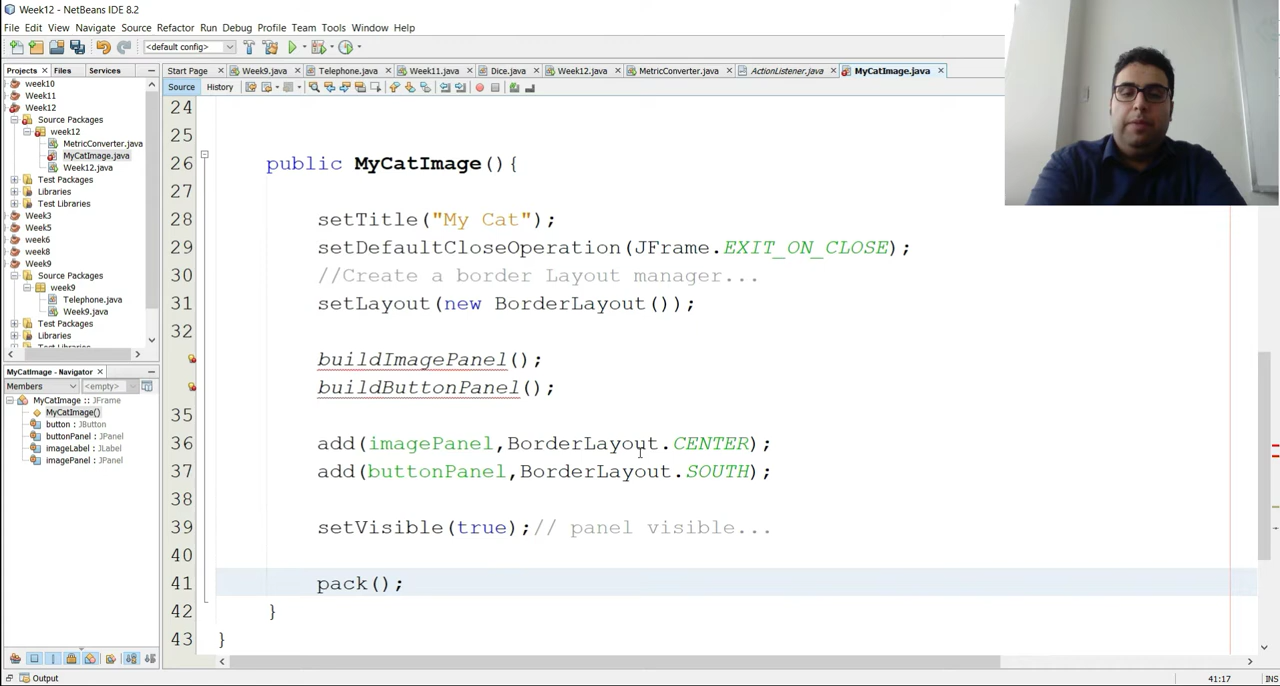 Week12 - NetBeans IDE 8.2
File Edit View Navigate Source Refactor Run Debug Profile Team Tools Window Help
<default config>
Projects Files Services
Start Page Week9.java Telephone.java Week11.java Dice.java Week12.java MetricConverter.java ActionListener.java MyCatImage.java
Source History
week10
Week11
Week12
Source Packages
week12
MetricConverter.java
MyCatImage.java
Week12.java
Test Packages
Libraries
Test Libraries
Week3
Week5
week6
week8
Week9
Source Packages
week9
Telephone.java
Week9.java
Test Packages
Libraries
Test Libraries
MyCatImage - Navigator
Members <empty>
MyCatImage :: JFrame
MyCatImage()
button : JButton
buttonPanel : JPanel
imageLabel : JLabel
imagePanel : JPanel
24
25
26 public MyCatImage(){
27
28 setTitle("My Cat");
29 setDefaultCloseOperation(JFrame.EXIT_ON_CLOSE);
30 //Create a border Layout manager...
31 setLayout(new BorderLayout());
32
buildImagePanel();
buildButtonPanel();
35
36 add(imagePanel,BorderLayout.CENTER);
37 add(buttonPanel,BorderLayout.SOUTH);
38
39 setVisible(true);// panel visible...
40
41 pack();
42 }
43 }
Output
41:17 INS